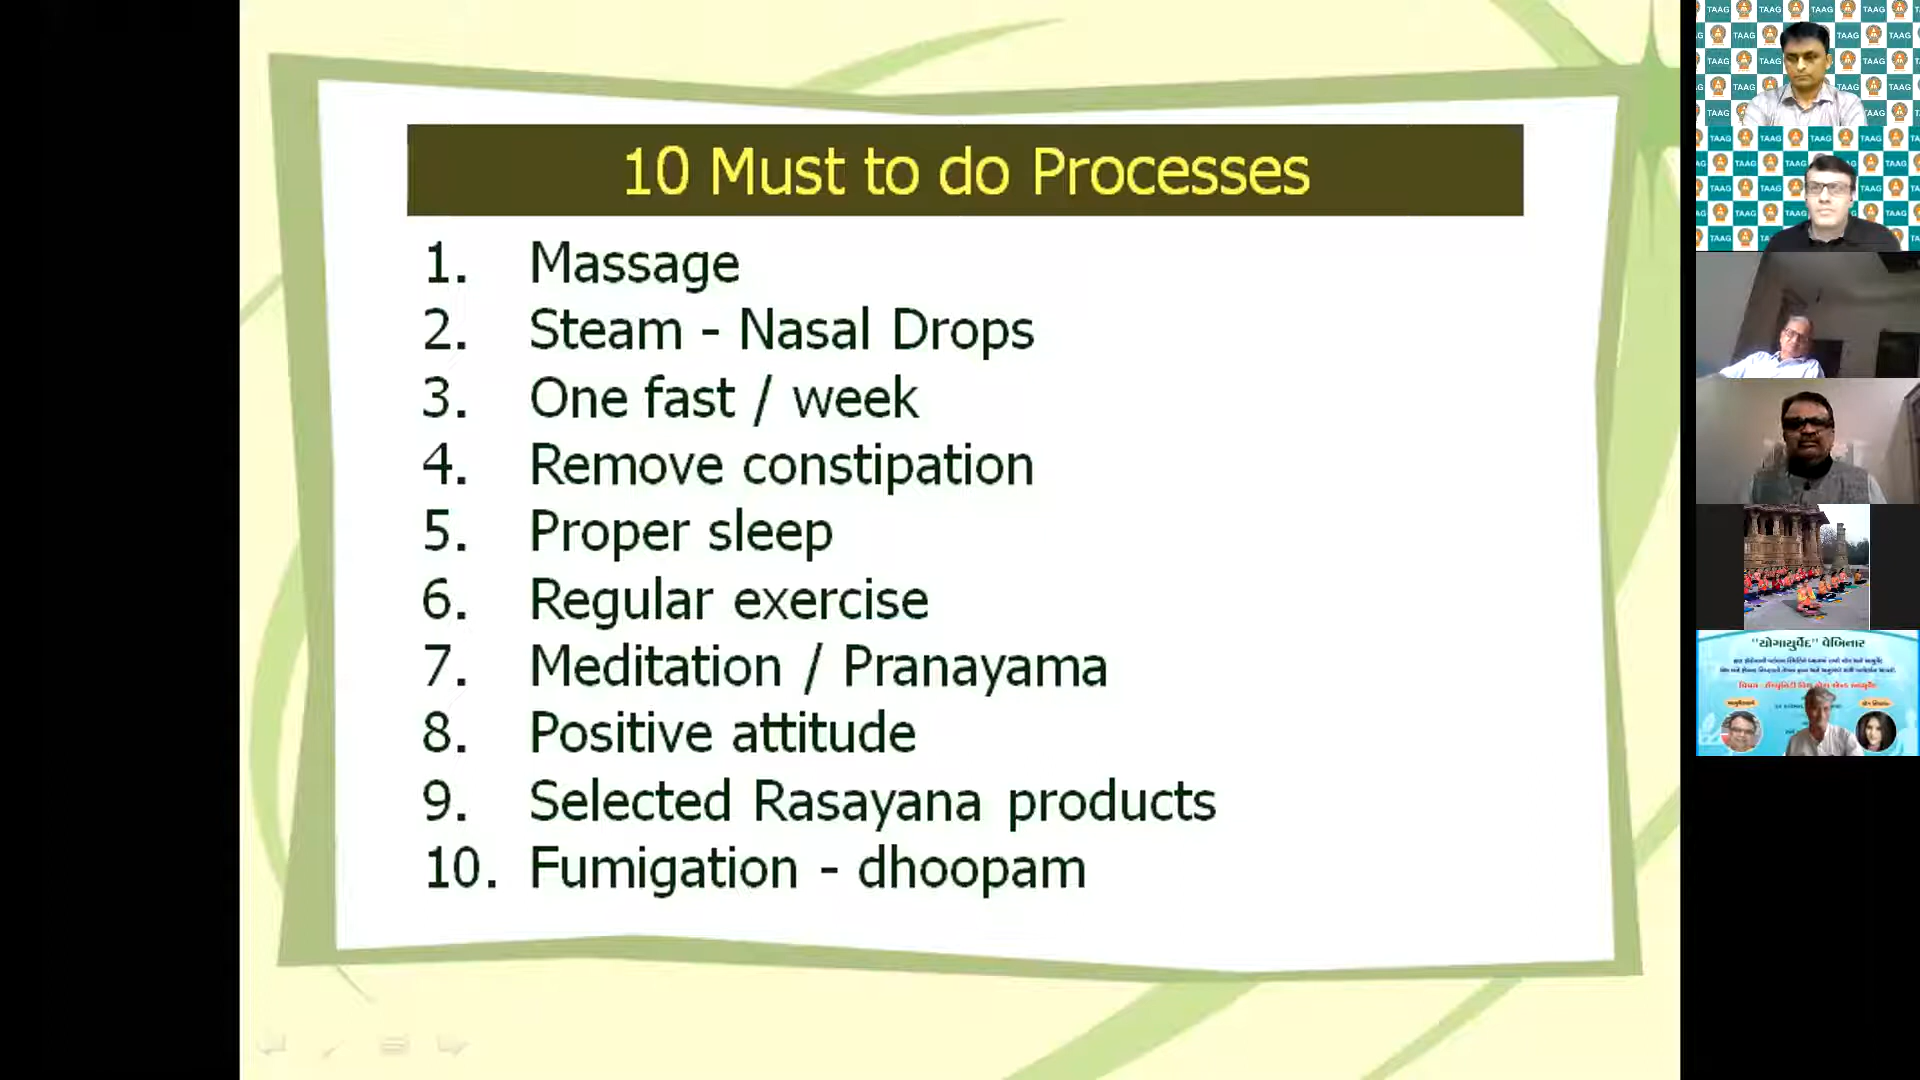 10 Must to do Processes
1. Massage
2. Steam - Nasal Drops
3. One fast / week
4. Remove constipation
5. Proper sleep
6. Regular exercise
7. Meditation / Pranayama
8. Positive attitude
9. Selected Rasayana products
10. Fumigation - dhoopam
TAAG
"યોગાયુર્વેદ" વેબિનાર